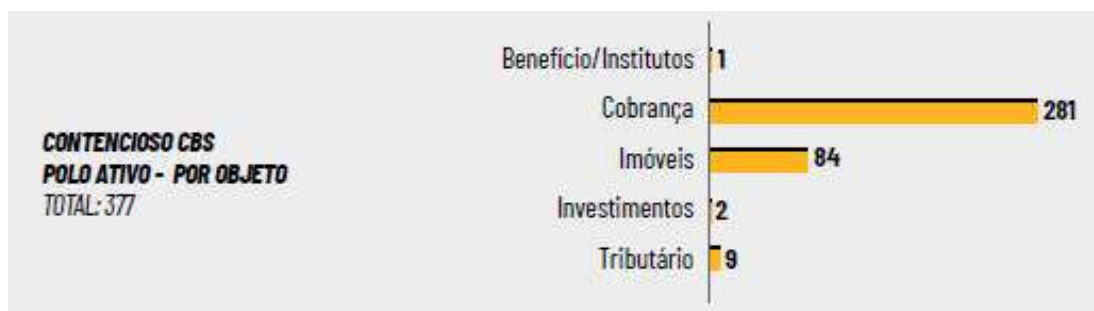 CONTENCIOSO CBS
POLO ATIVO - POR OBJETO
TOTAL: 377
Benefício/Institutos 1
Cobrança 281
Imóveis 84
Investimentos 2
Tributário 9